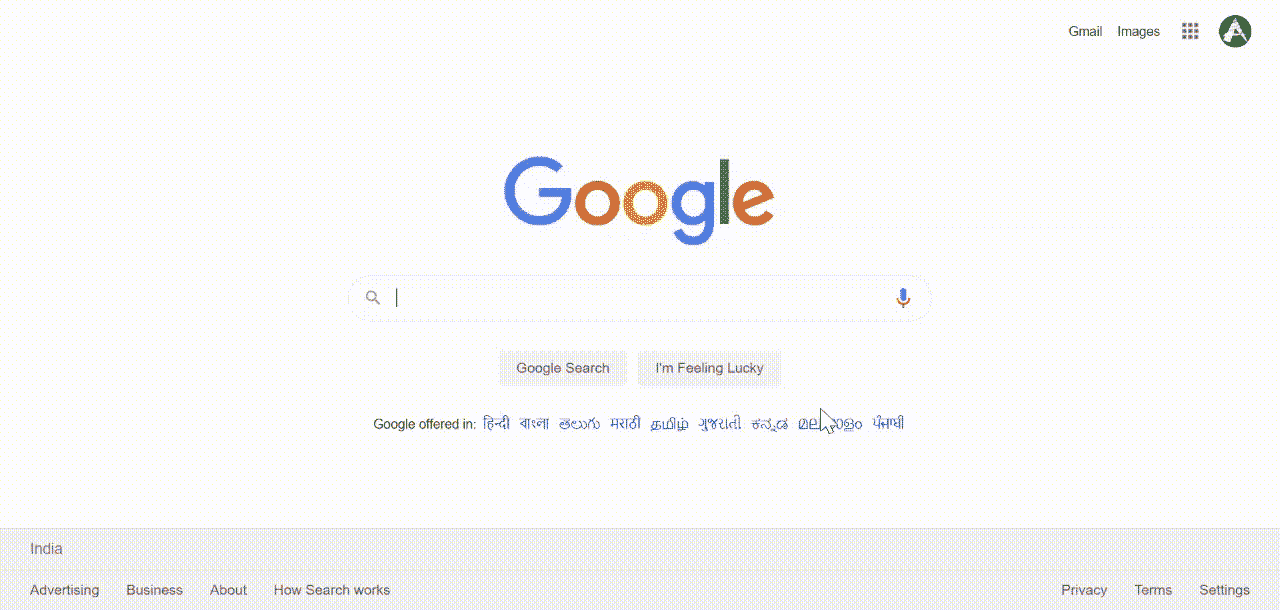 Gmail Images
Google
Google Search I'm Feeling Lucky
Google offered in: हिन्दी বাংলা తెలుగు मराठी தமிழ் ગુજરાતી ಕನ್ನಡ ਪੰਜਾਬੀ
India
Advertising Business About How Search works Privacy Terms Settings